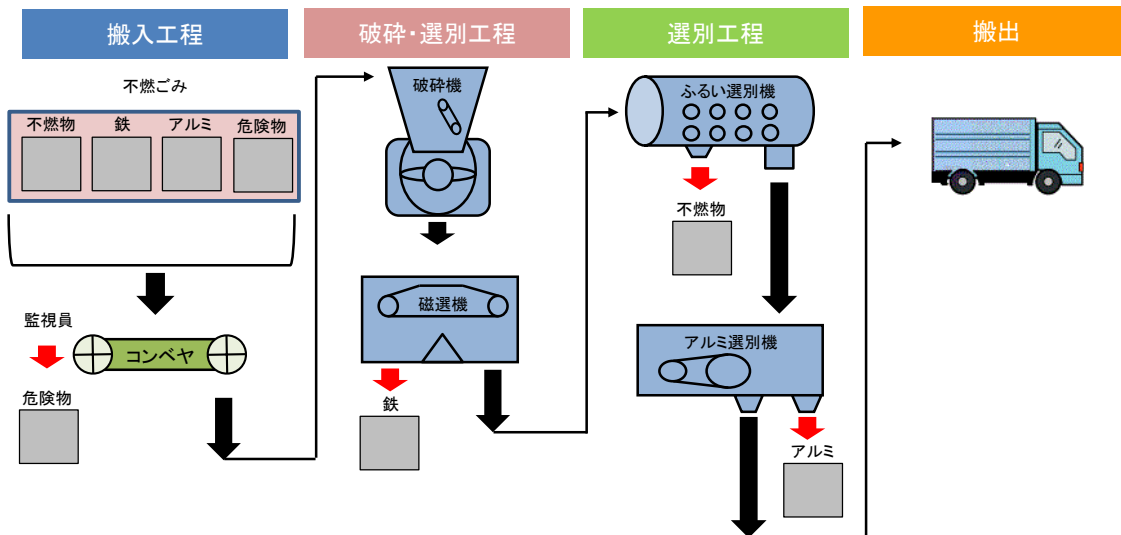 搬入工程
破砕・選別工程
選別工程
搬出
不燃ごみ
不燃物
鉄
アルミ
危険物
監視員
コンベヤ
危険物
破砕機
磁選機
鉄
ふるい選別機
不燃物
アルミ選別機
アルミ